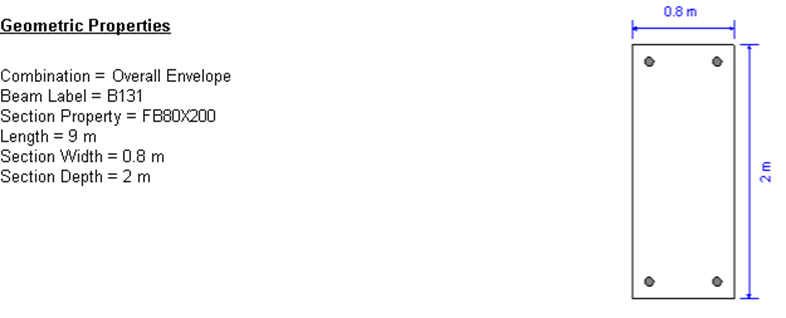 Geometric Properties
Combination = Overall Envelope
Beam Label = B131
Section Property = FB80X200
Length = 9 m
Section Width = 0.8 m
Section Depth = 2 m
0.8 m
2 m